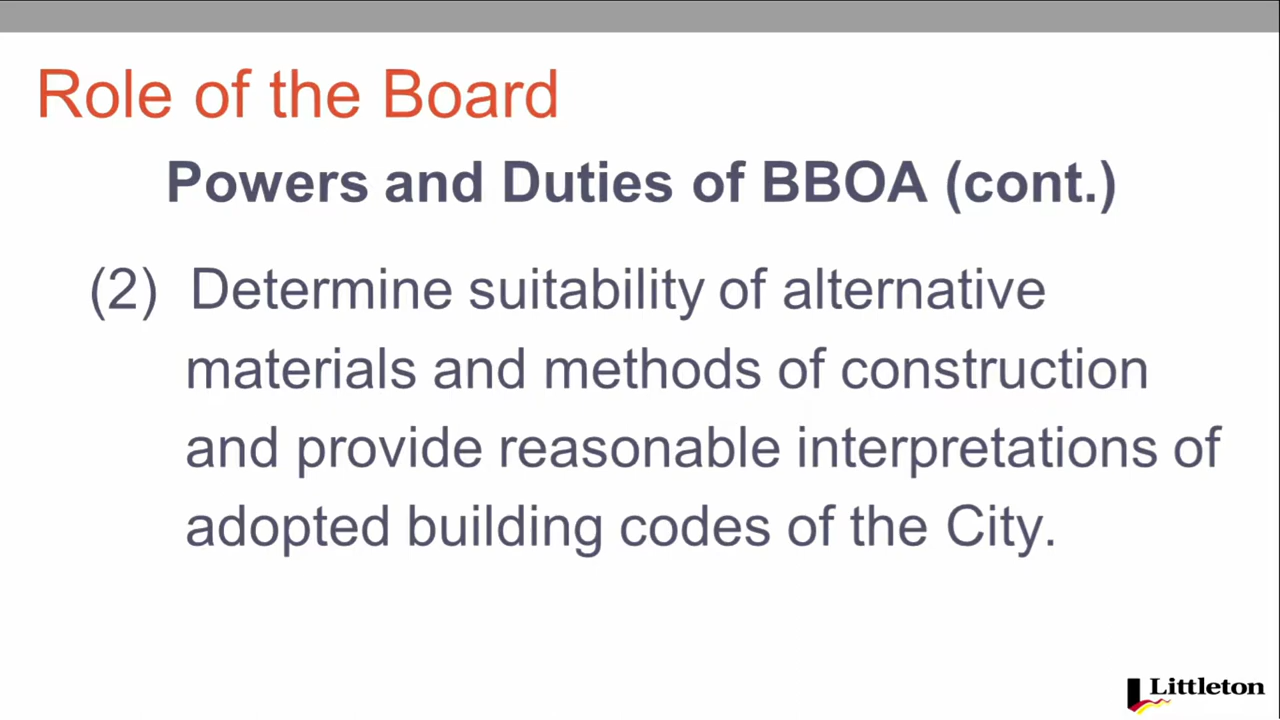 Role of the Board
Powers and Duties of BBOA (cont.)
(2) Determine suitability of alternative
materials and methods of construction
and provide reasonable interpretations of
adopted building codes of the City.
Littleton